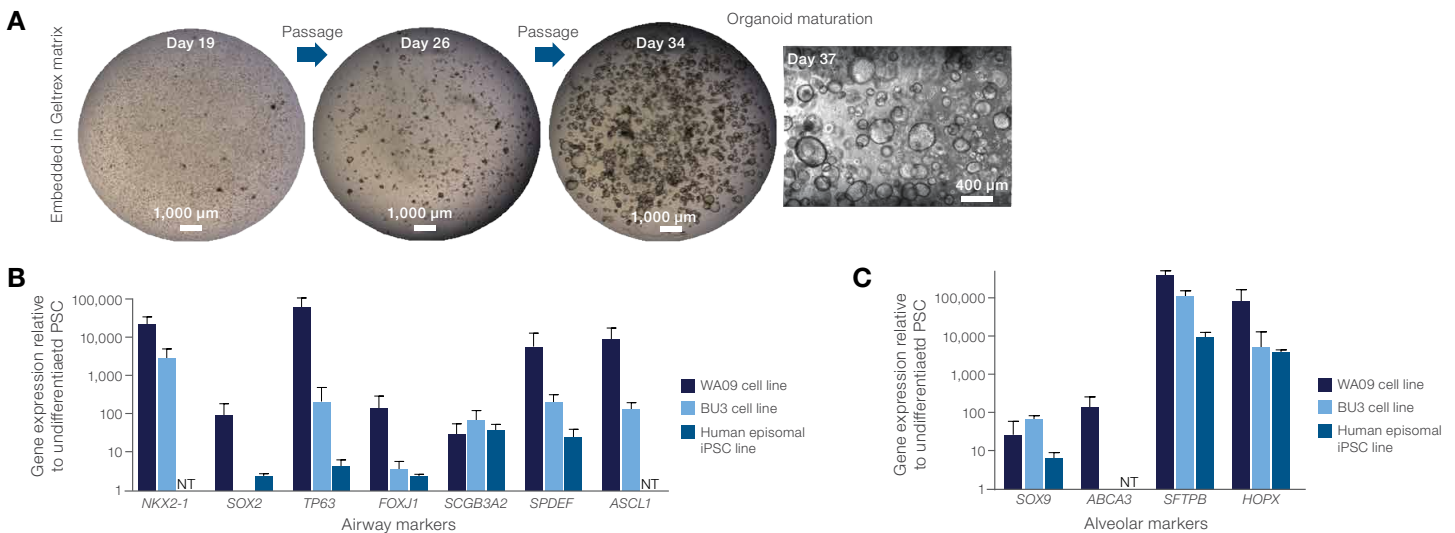 A
Embedded in Geltrex matrix
Day 19
1,000 µm
Passage
Day 26
1,000 µm
Passage
Day 34
1,000 µm
Organoid maturation
Day 37
400 µm
B
Gene expression relative
to undifferentiaetd PSC
100,000
10,000
1,000
100
10
1
NT
NT
NKX2-1
SOX2
TP63
FOXJ1
SCGB3A2
SPDEF
ASCL1
Airway markers
WA09 cell line
BU3 cell line
Human episomal
iPSC line
C
Gene expression relative
to undifferentiaetd PSC
100,000
10,000
1,000
100
10
1
NT
SOX9
ABCA3
SFTPB
HOPX
Alveolar markers
WA09 cell line
BU3 cell line
Human episomal
iPSC line